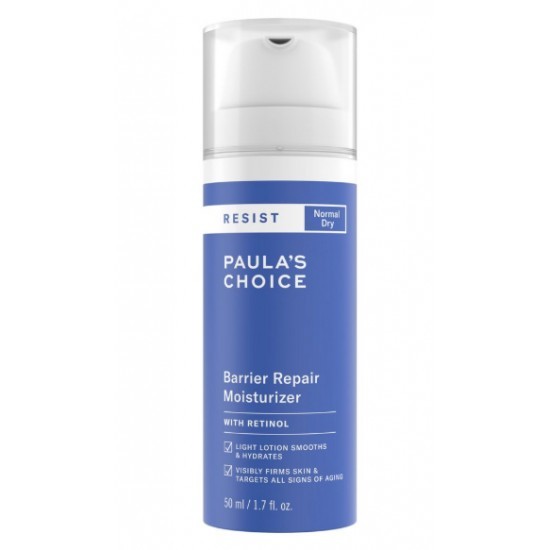 RESIST
Normal
Dry
PAULA'S
CHOICE
Barrier Repair
Moisturizer
WITH RETINOL
LIGHT LOTION SMOOTHS
& HYDRATES
VISIBLY FIRMS SKIN &
TARGETS ALL SIGNS OF AGING
50 ml / 1.7 fl. oz.